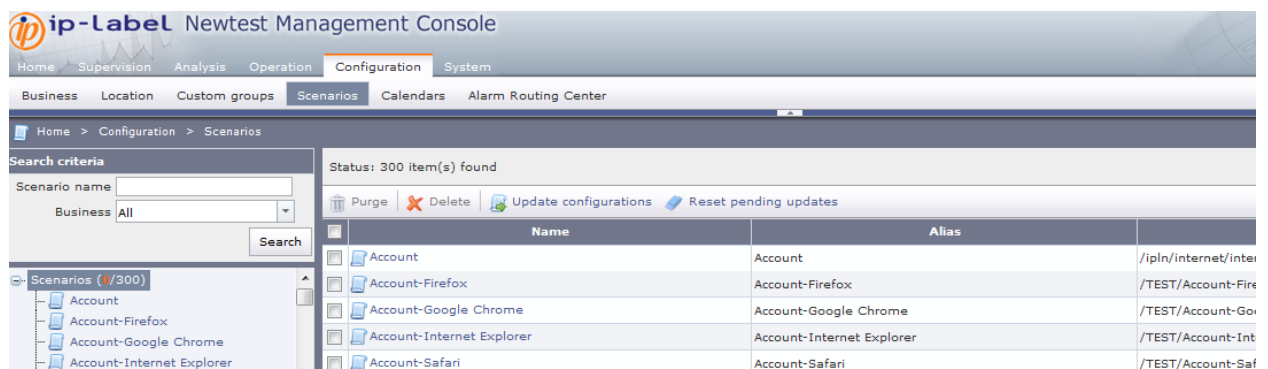 ip-label Newtest Management Console
Home Supervision Analysis Operation Configuration System
Business Location Custom groups Scenarios Calendars Alarm Routing Center
Home > Configuration > Scenarios
Search criteria
Scenario name
Business All
Search
Scenarios (0/300)
Account
Account-Firefox
Account-Google Chrome
Account-Internet Explorer
Status: 300 item(s) found
Purge Delete Update configurations Reset pending updates
Name Alias
Account Account /ipln/internet/inter
Account-Firefox Account-Firefox /TEST/Account-Fire
Account-Google Chrome Account-Google Chrome /TEST/Account-Go
Account-Internet Explorer Account-Internet Explorer /TEST/Account-Int
Account-Safari Account-Safari /TEST/Account-Saf